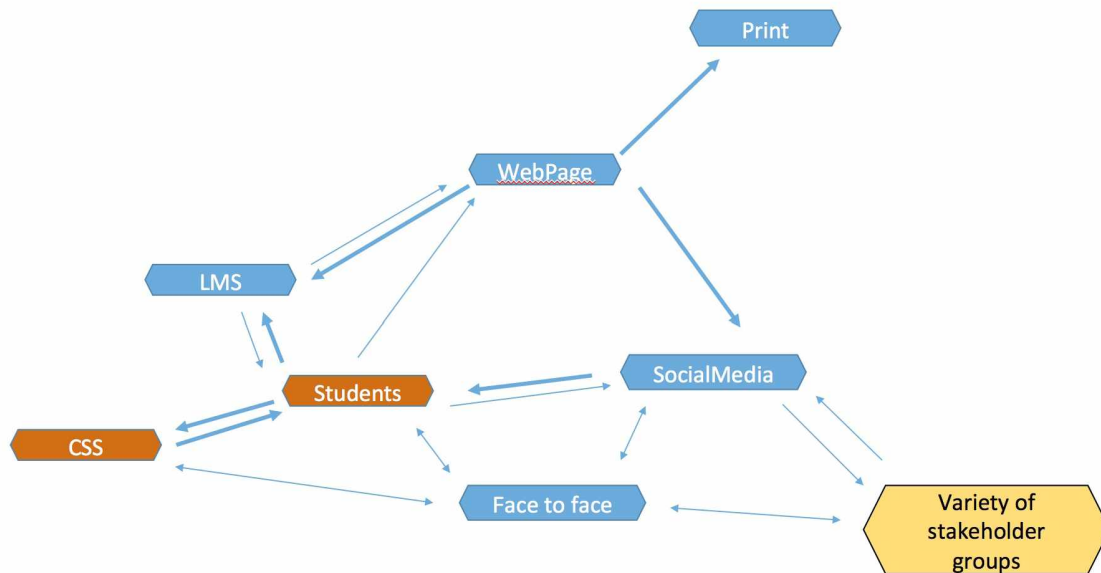 Print
WebPage
LMS
SocialMedia
Students
CSS
Face to face
Variety of
stakeholder
groups